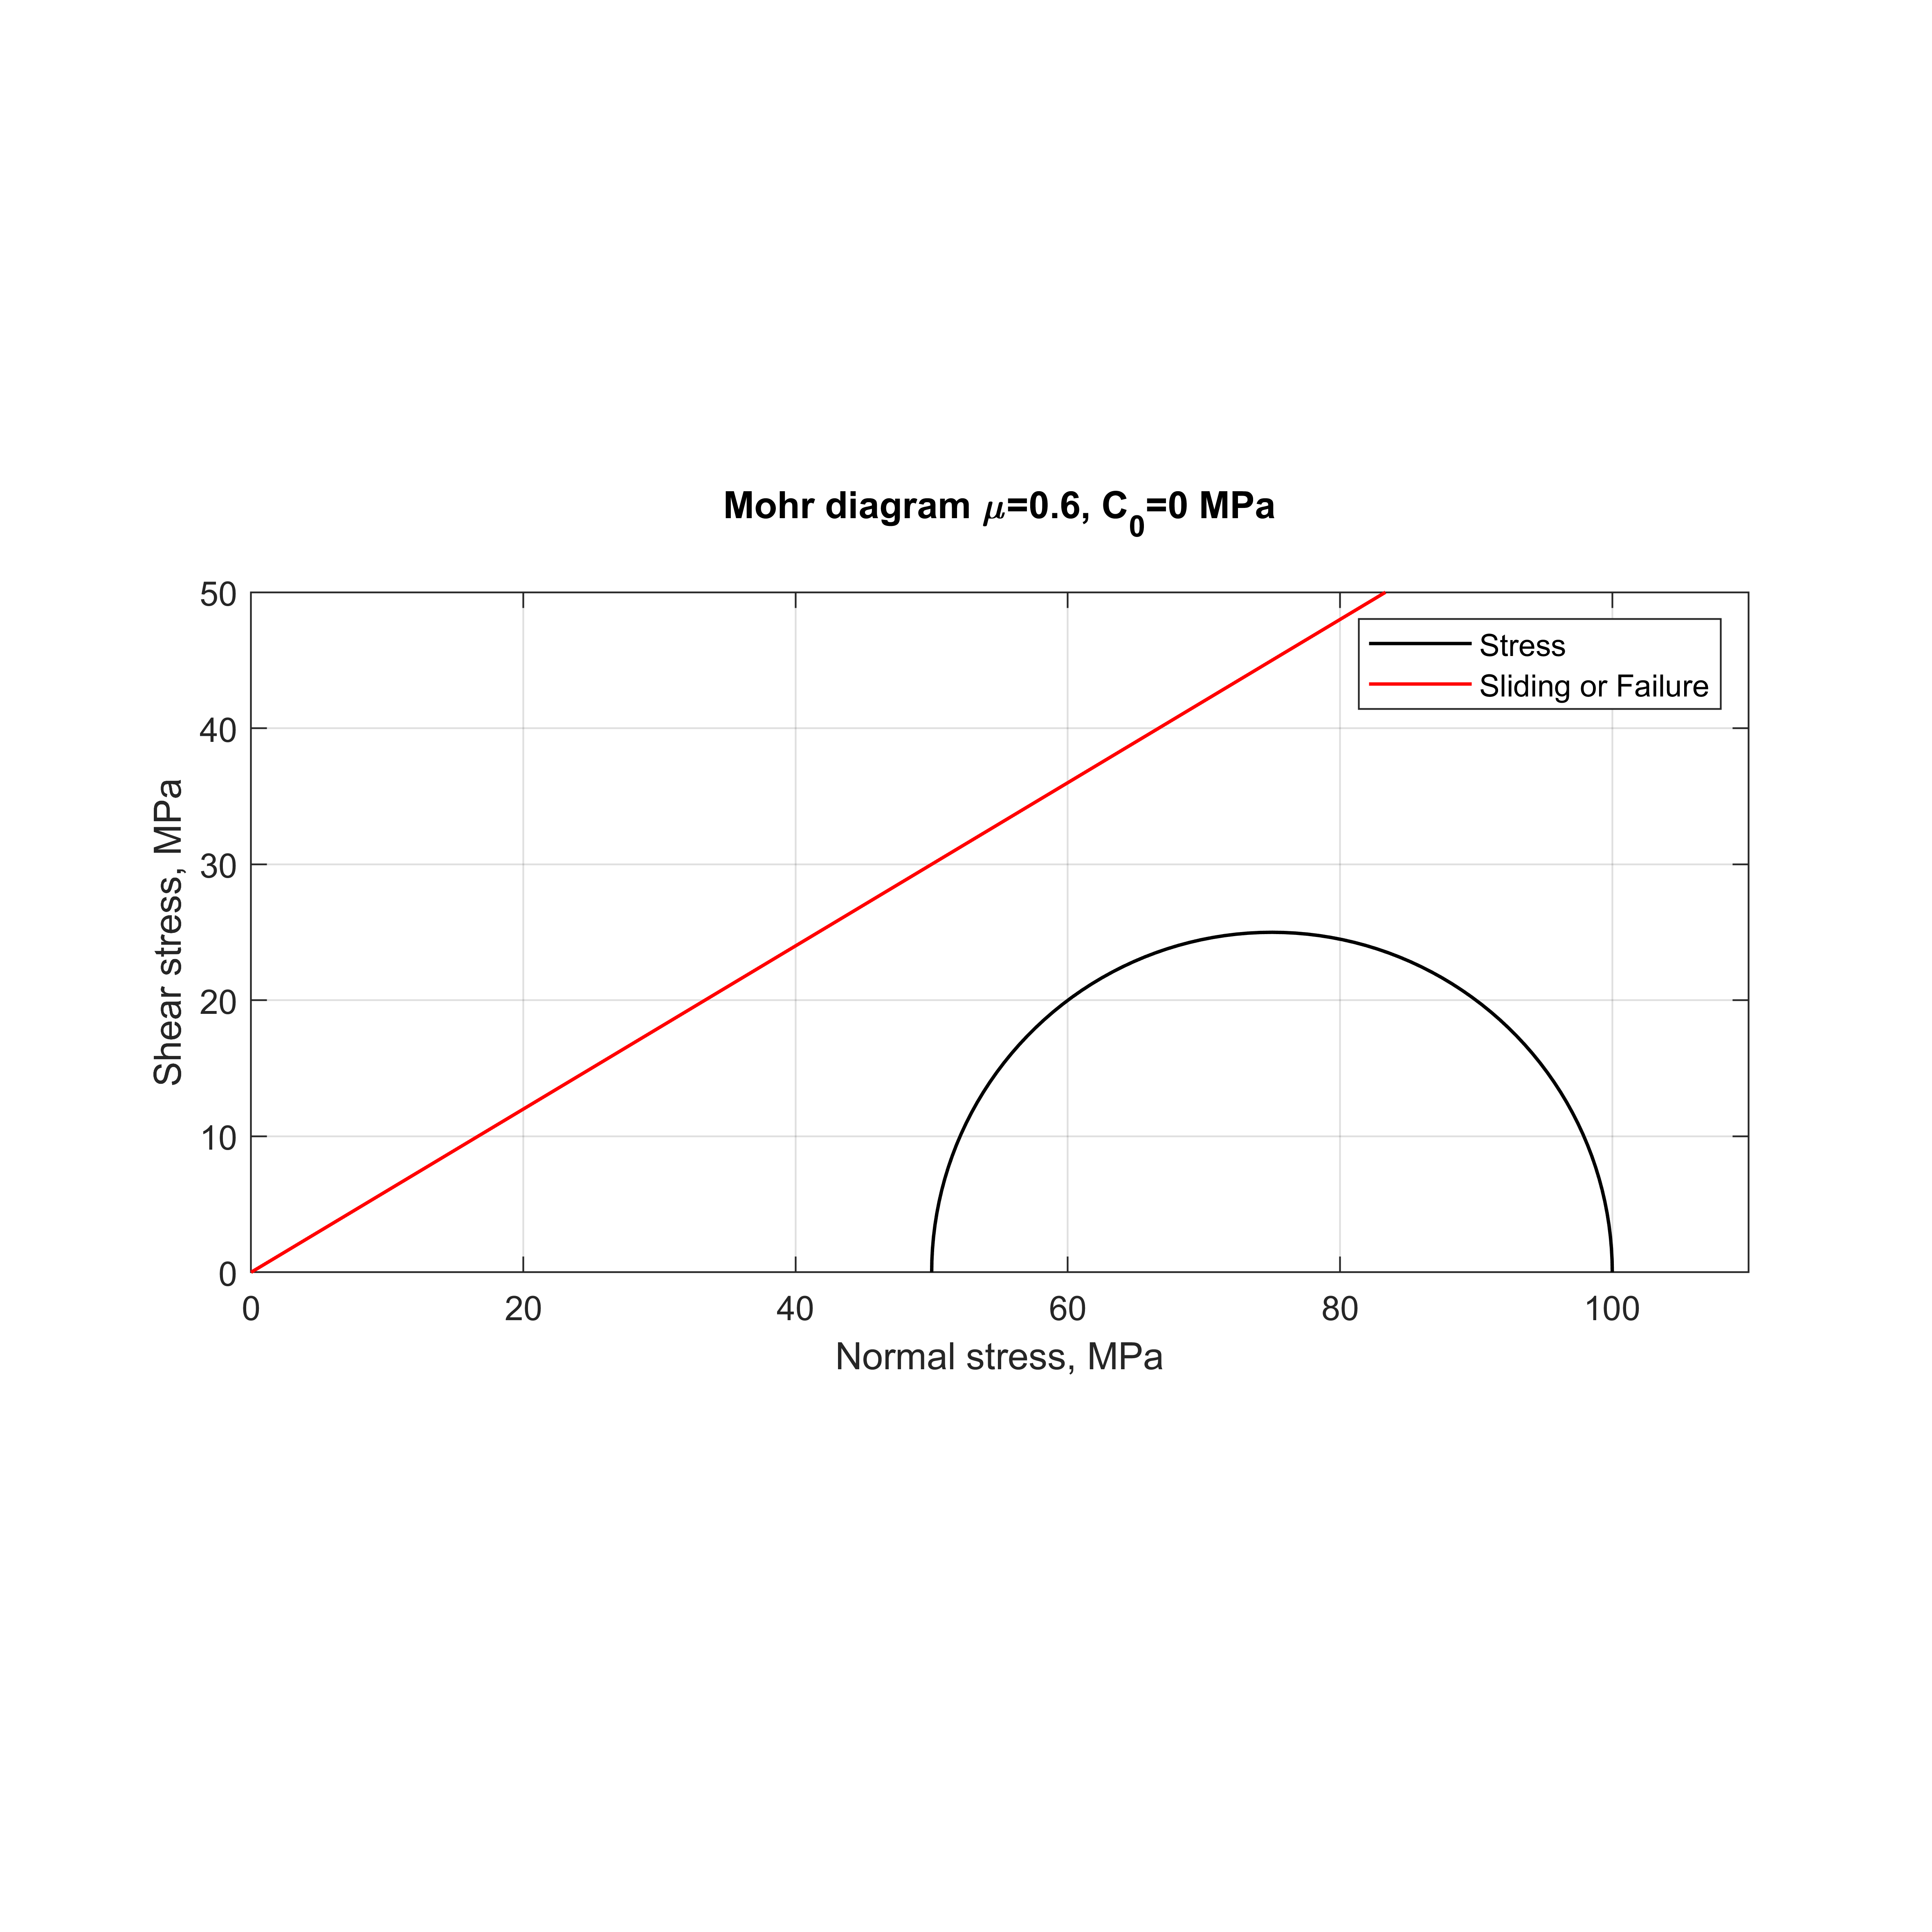 Mohr diagram μ=0.6, C₀=0 MPa
50
40
30
20
10
0
Shear stress, MPa
Stress
Sliding or Failure
0 20 40 60 80 100
Normal stress, MPa